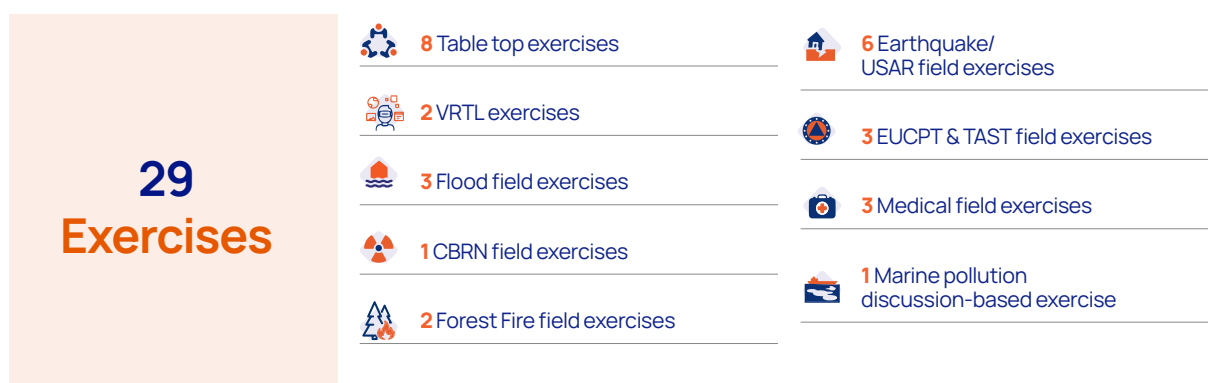 29
Exercises
8 Table top exercises
2 VRTL exercises
3 Flood field exercises
1 CBRN field exercises
2 Forest Fire field exercises
6 Earthquake/
USAR field exercises
3 EUCPT & TAST field exercises
3 Medical field exercises
1 Marine pollution
discussion-based exercise